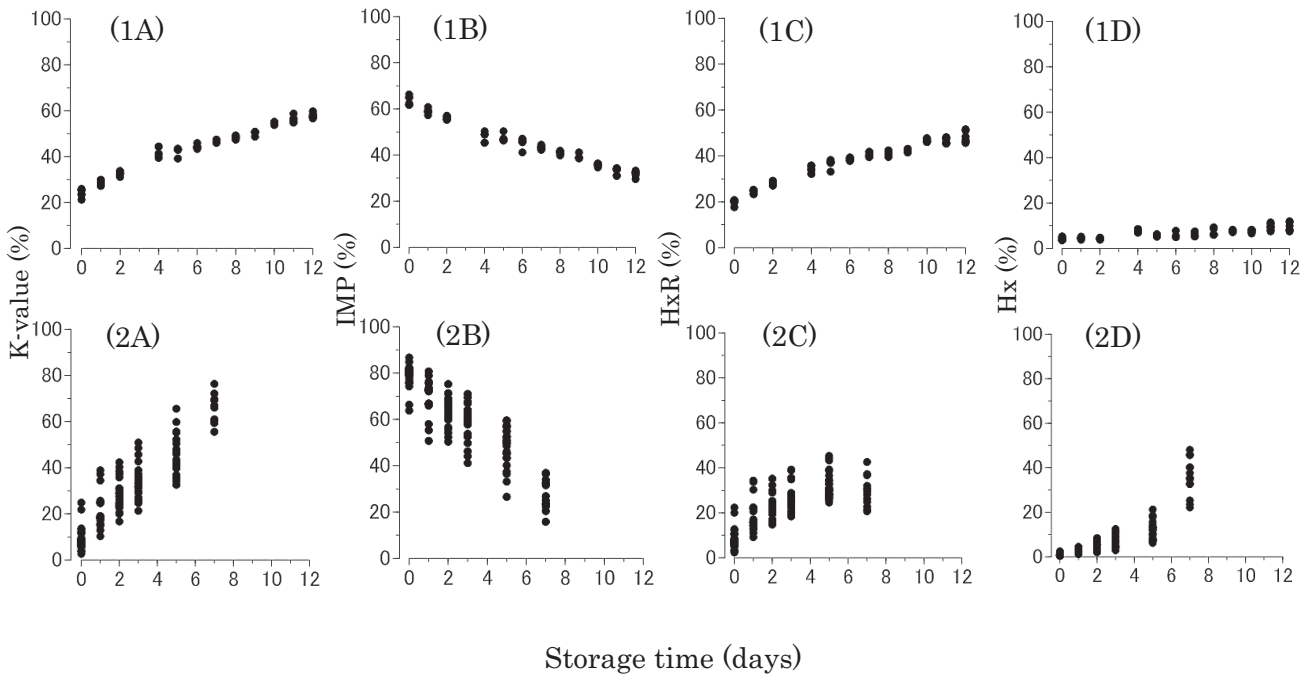 (1A) (1B) (1C) (1D)
100 100 100 100
80 80 80 80
60 60 60 60
40 40 40 40
20 20 20 20
0 0 0 0
0 2 4 6 8 10 12 0 2 4 6 8 10 12 0 2 4 6 8 10 12 0 2 4 6 8 10 12
K-value (%) IMP (%) HxR (%) Hx (%)
(2A) (2B) (2C) (2D)
100 100 100 100
80 80 80 80
60 60 60 60
40 40 40 40
20 20 20 20
0 0 0 0
0 2 4 6 8 10 12 0 2 4 6 8 10 12 0 2 4 6 8 10 12 0 2 4 6 8 10 12
Storage time (days)